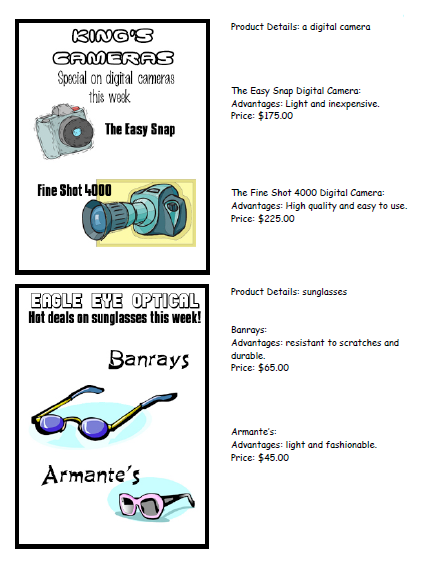 KING'S
CAMERAS
Special on digital cameras
this week
The Easy Snap
Fine Shot 4000
Product Details: a digital camera
The Easy Snap Digital Camera:
Advantages: Light and inexpensive.
Price: $175.00
The Fine Shot 4000 Digital Camera:
Advantages: High quality and easy to use.
Price: $225.00
EAGLE EYE OPTICAL
Hot deals on sunglasses this week!
Banrays
Armante's
Product Details: sunglasses
Banrays:
Advantages: resistant to scratches and
durable.
Price: $65.00
Armante's:
Advantages: light and fashionable.
Price: $45.00